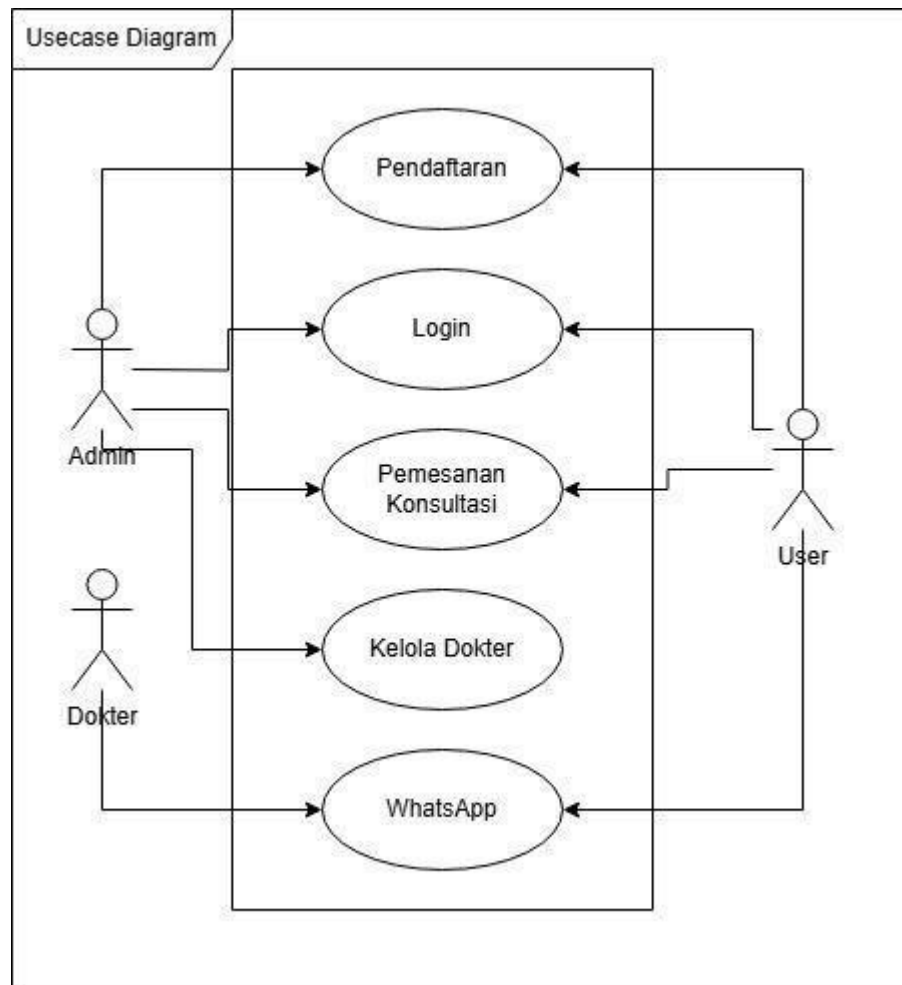 Usecase Diagram
Pendaftaran
Login
Admin
Pemesanan
Konsultasi
User
Kelola Dokter
Dokter
WhatsApp